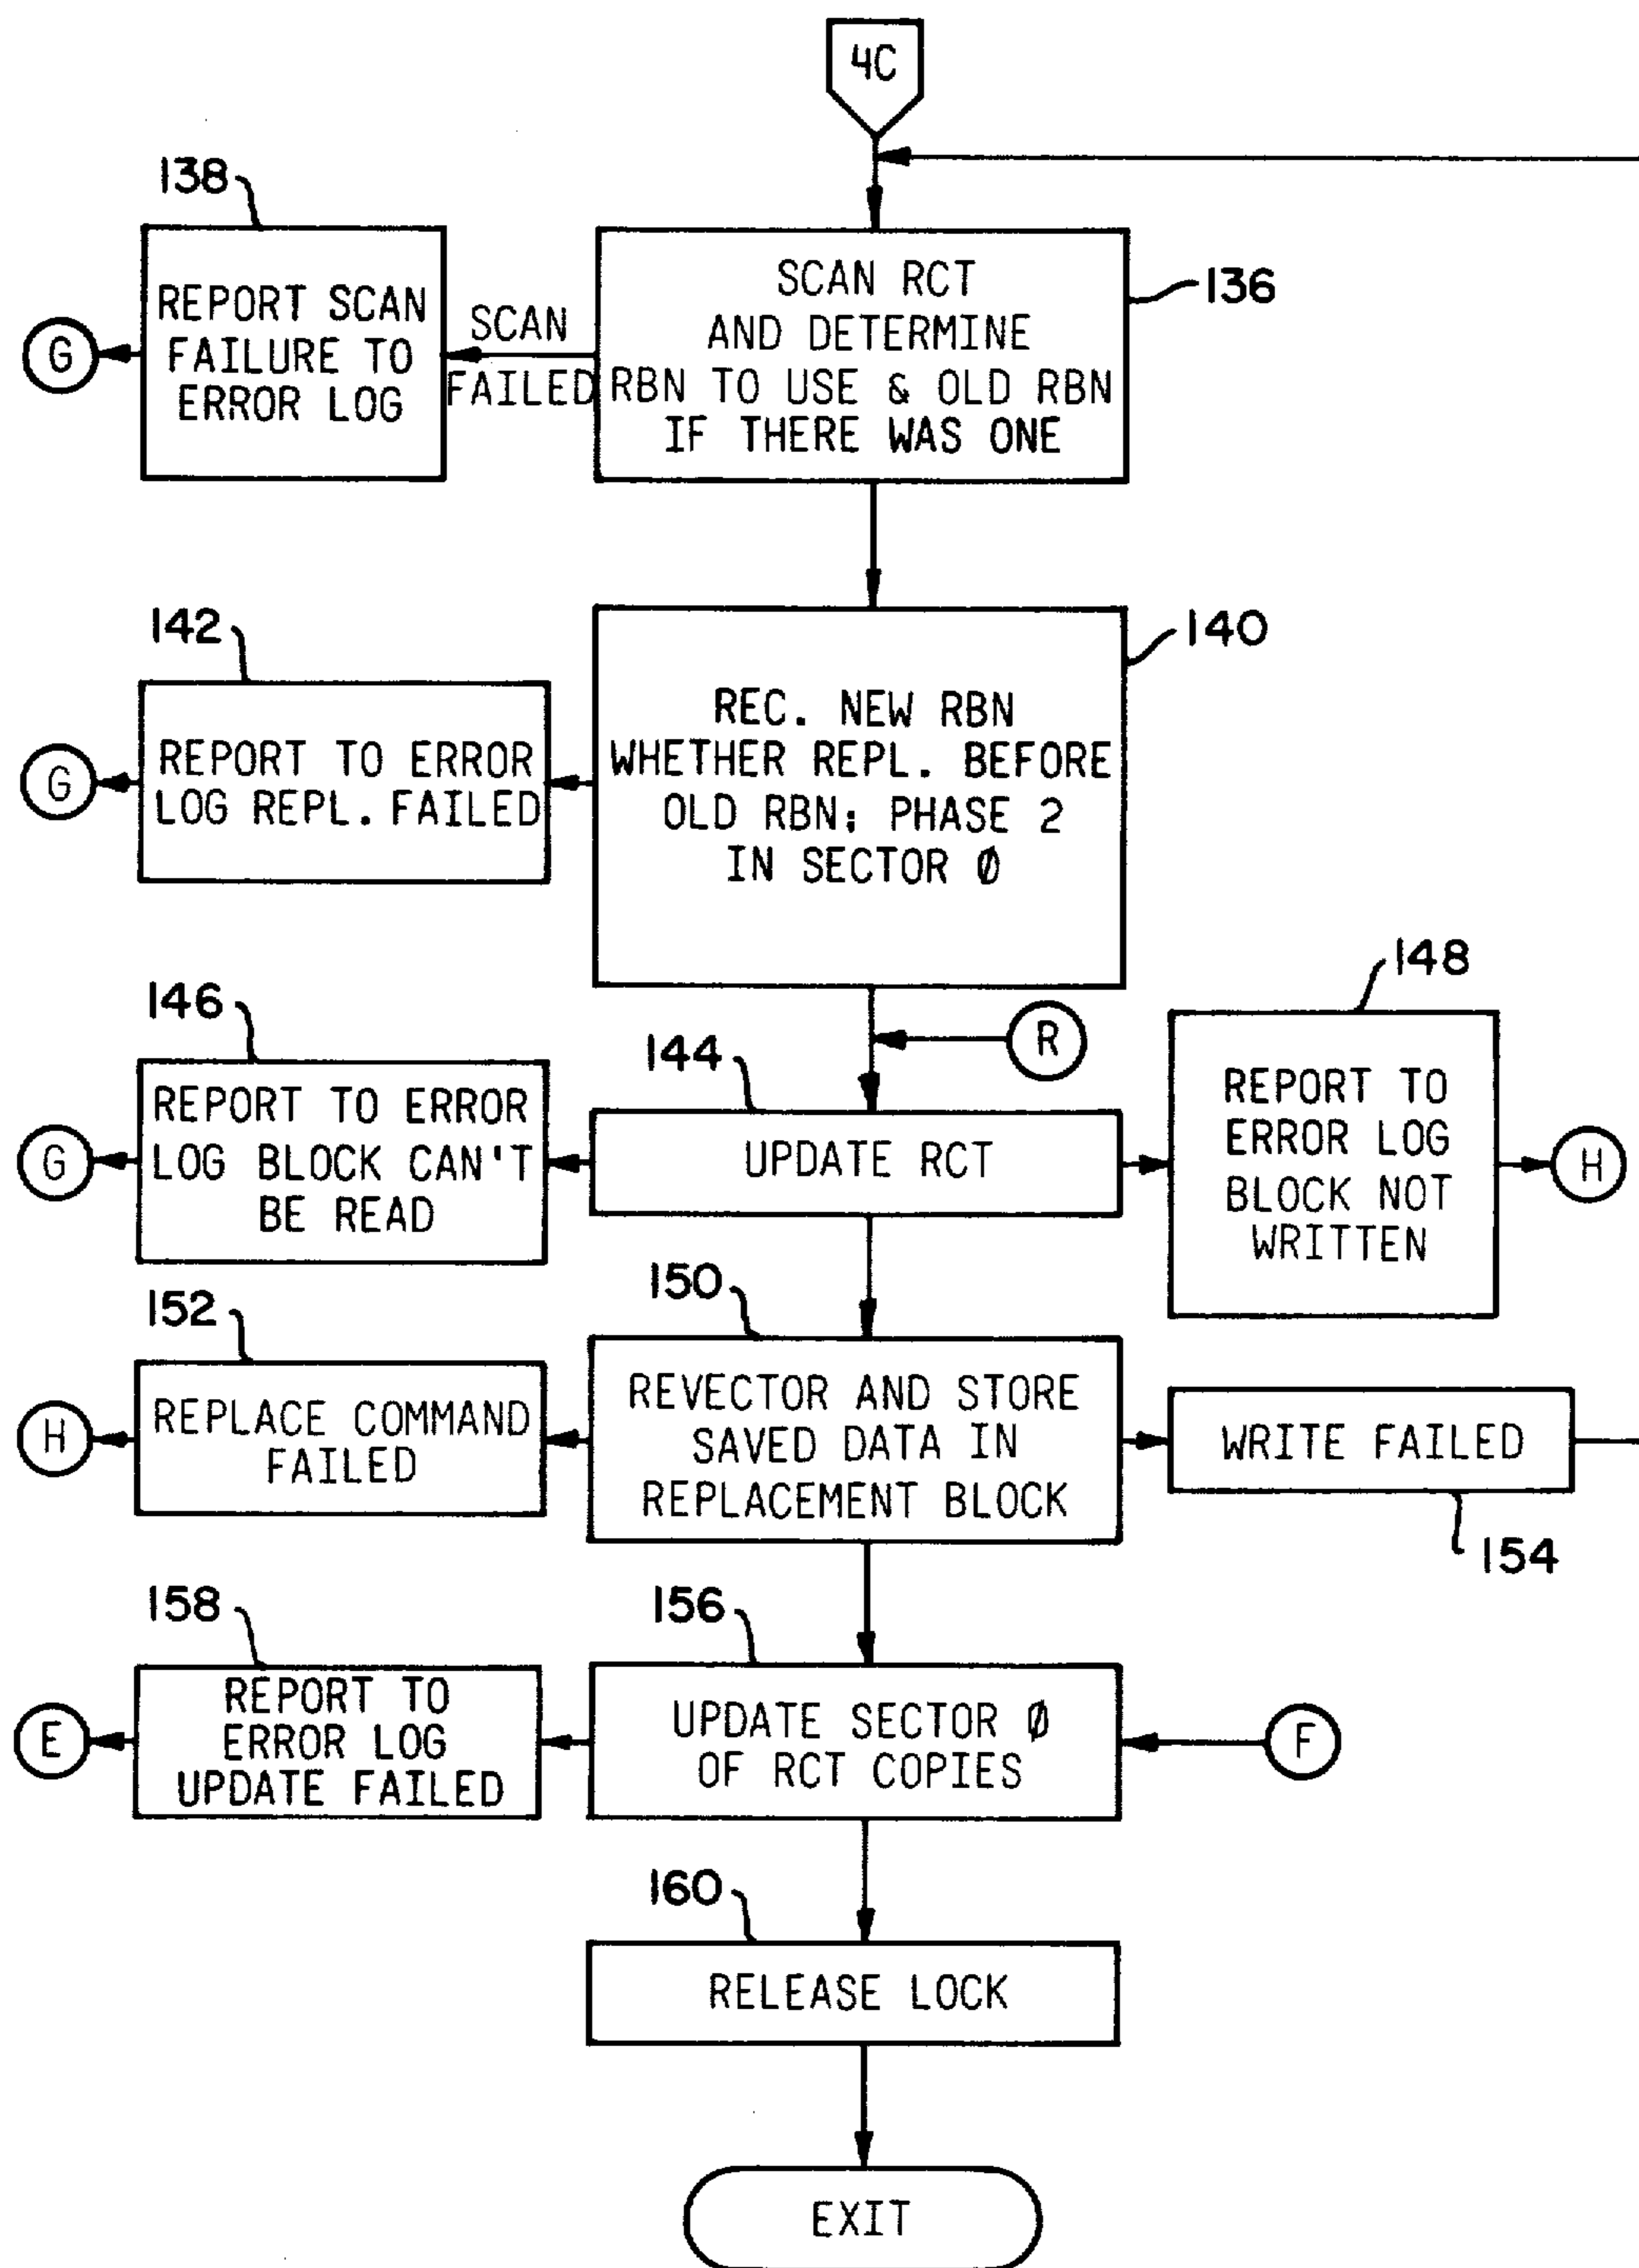 4C
138
REPORT SCAN
FAILURE TO
ERROR LOG
G
SCAN
FAILED
SCAN RCT
AND DETERMINE
RBN TO USE & OLD RBN
IF THERE WAS ONE
136
142
REPORT TO ERROR
LOG REPL. FAILED
G
REC. NEW RBN
WHETHER REPL. BEFORE
OLD RBN; PHASE 2
IN SECTOR Ø
140
R
146
REPORT TO ERROR
LOG BLOCK CAN'T
BE READ
G
144
UPDATE RCT
148
REPORT TO
ERROR LOG
BLOCK NOT
WRITTEN
H
152
REPLACE COMMAND
FAILED
H
150
REVECTOR AND STORE
SAVED DATA IN
REPLACEMENT BLOCK
WRITE FAILED
154
158
REPORT TO
ERROR LOG
UPDATE FAILED
E
156
UPDATE SECTOR Ø
OF RCT COPIES
F
160
RELEASE LOCK
EXIT